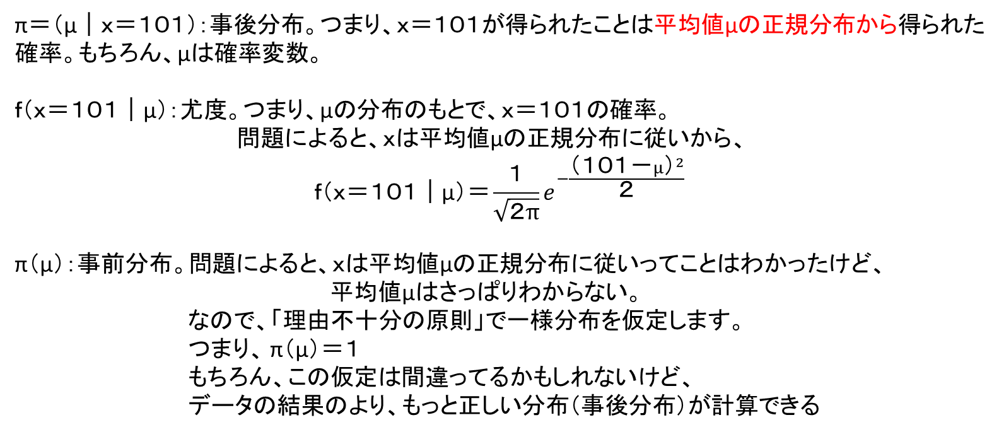 π＝（μ｜x＝101）：事後分布。つまり、x＝101が得られたことは平均値μの正規分布から得られた
確率。もちろん、μは確率変数。
f（x＝101｜μ）：尤度。つまり、μの分布のもとで、x＝101の確率。
問題によると、xは平均値μの正規分布に従いから、
f（x＝101｜μ）＝\frac{1}{\sqrt{2π}} e^{-\frac{（101－μ）^2}{2}}
π（μ）：事前分布。問題によると、xは平均値μの正規分布に従いってことはわかったけど、
平均値μはさっぱりわからない。
なので、「理由不十分の原則」で一様分布を仮定します。
つまり、π（μ）＝1
もちろん、この仮定は間違ってるかもしれないけど、
データの結果のより、もっと正しい分布（事後分布）が計算できる